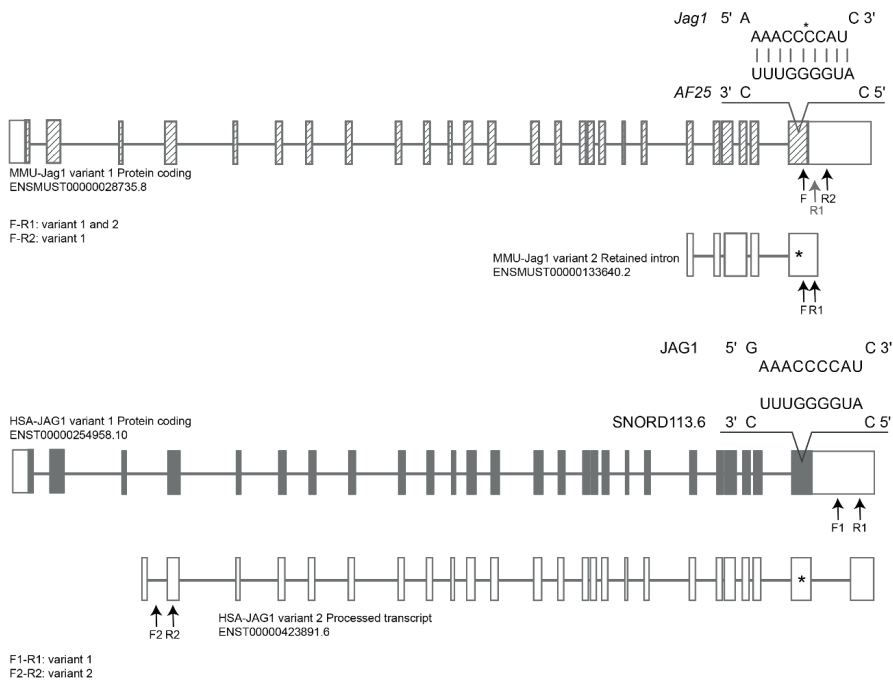 Jag1 5' A C 3'
*
AAACCCCAU
UUUGGGGUA
AF25 3' C C 5'
MMU-Jag1 variant 1 Protein coding
ENSMUST00000028735.8
F R2
R1
F-R1: variant 1 and 2
F-R2: variant 1
MMU-Jag1 variant 2 Retained intron
ENSMUST00000133640.2
*
F R1
JAG1 5' G C 3'
AAACCCCAU
UUUGGGGUA
SNORD113.6 3' C C 5'
HSA-JAG1 variant 1 Protein coding
ENST00000254958.10
F1 R1
*
F2 R2
HSA-JAG1 variant 2 Processed transcript
ENST00000423891.6
F1-R1: variant 1
F2-R2: variant 2